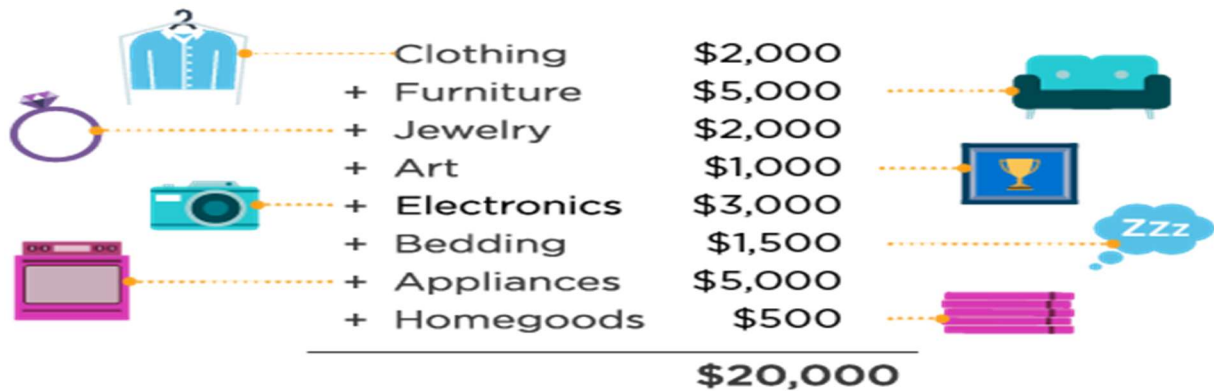 Clothing $2,000
+ Furniture $5,000
+ Jewelry $2,000
+ Art $1,000
+ Electronics $3,000
+ Bedding $1,500
zzz
+ Appliances $5,000
+ Homegoods $500
$20,000